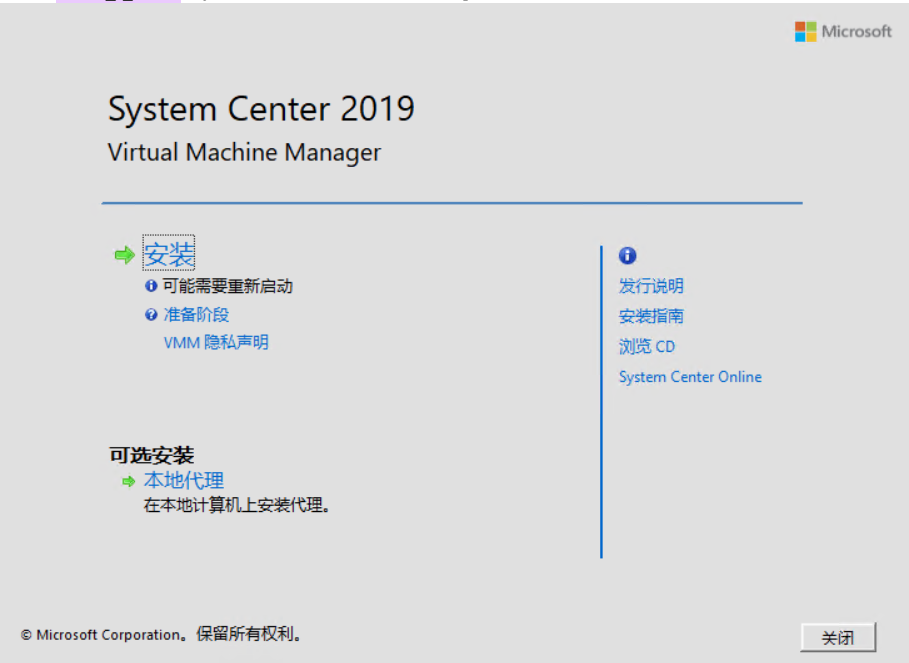 Microsoft
System Center 2019
Virtual Machine Manager
安装
可能需要重新启动
准备阶段
VMM 隐私声明
发行说明
安装指南
浏览 CD
System Center Online
可选安装
本地代理
在本地计算机上安装代理。
© Microsoft Corporation。保留所有权利。
关闭